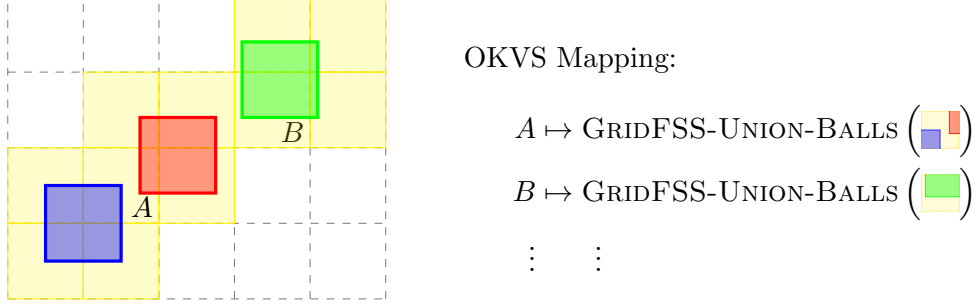 OKVS Mapping:
B
A ↦ GRIDFSS-UNION-BALLS ( )
A
B ↦ GRIDFSS-UNION-BALLS ( )
⋮ ⋮